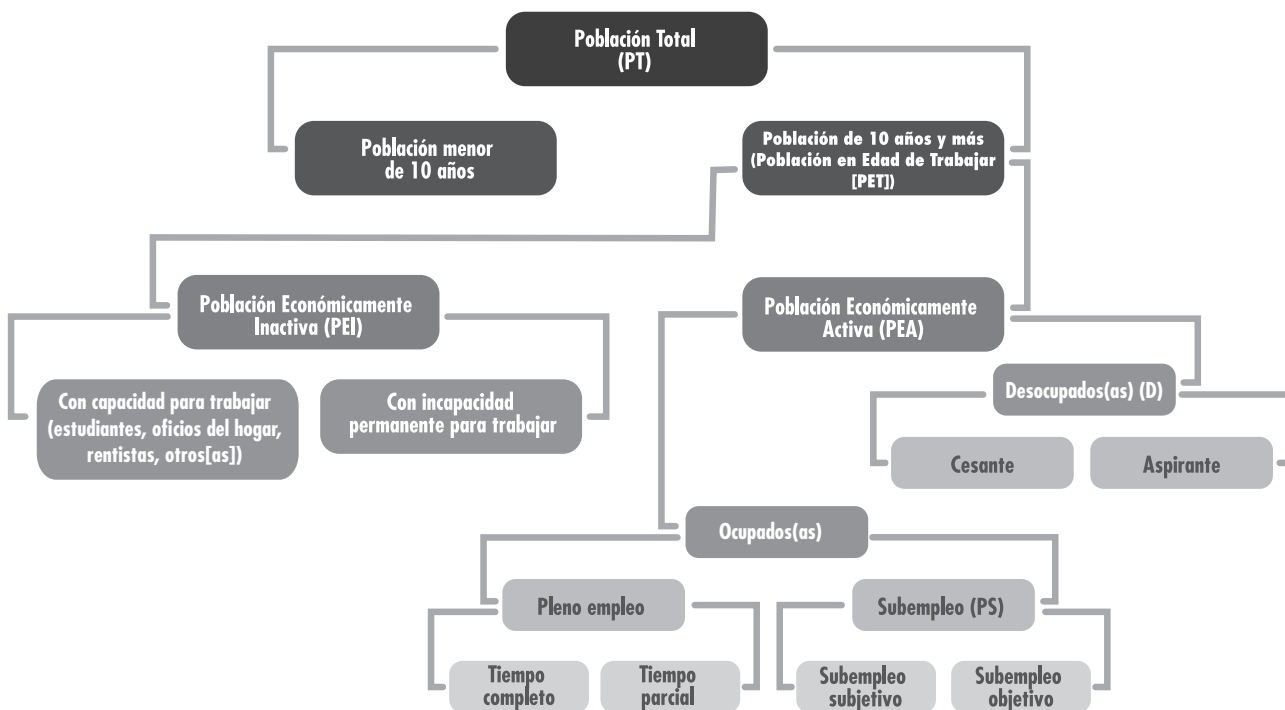 Población Total
(PT)
Población menor
de 10 años
Población de 10 años y más
(Población en Edad de Trabajar
[PET])
Población Económicamente
Inactiva (PEI)
Población Económicamente
Activa (PEA)
Con capacidad para trabajar
(estudiantes, oficios del hogar,
rentistas, otros[as])
Con incapacidad
permanente para trabajar
Desocupados(as) (D)
Cesante
Aspirante
Ocupados(as)
Pleno empleo
Subempleo (PS)
Tiempo
completo
Tiempo
parcial
Subempleo
subjetivo
Subempleo
objetivo